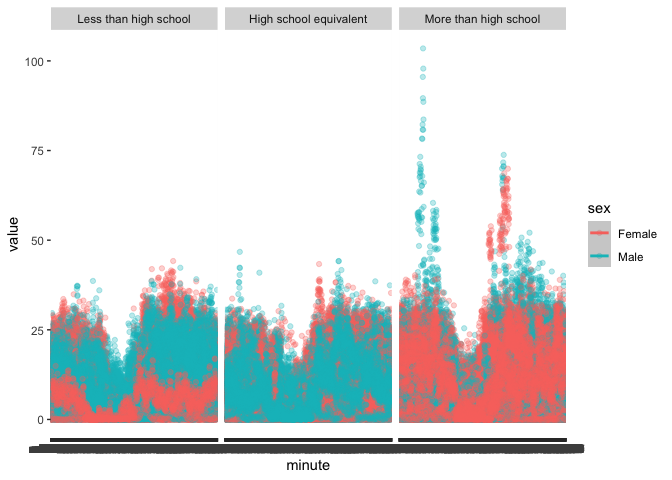 Less than high school
High school equivalent
More than high school
100
75
50
25
0
value
minute
sex
Female
Male